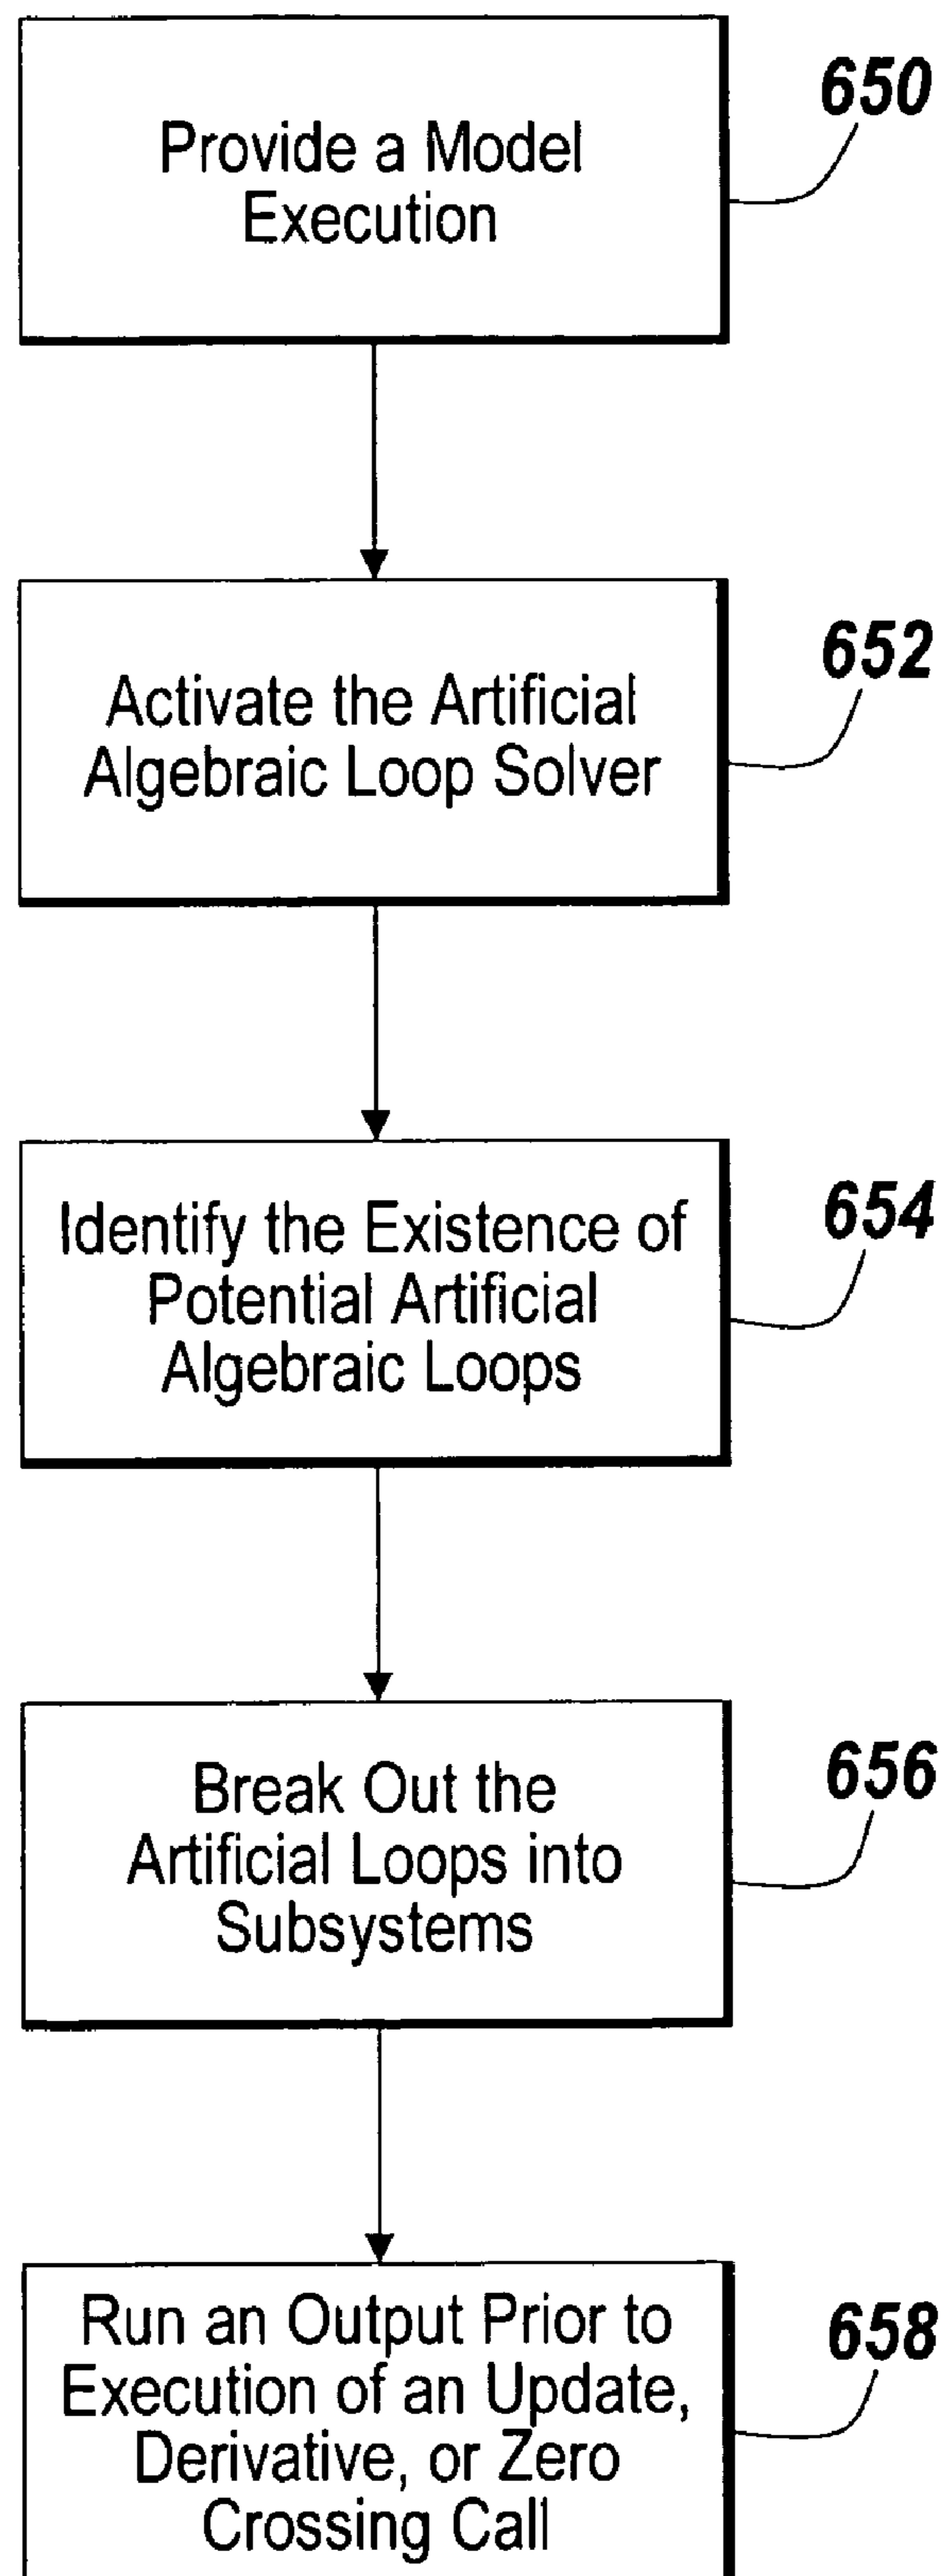 Provide a Model
Execution
650
Activate the Artificial
Algebraic Loop Solver
652
Identify the Existence of
Potential Artificial
Algebraic Loops
654
Break Out the
Artificial Loops into
Subsystems
656
Run an Output Prior to
Execution of an Update,
Derivative, or Zero
Crossing Call
658